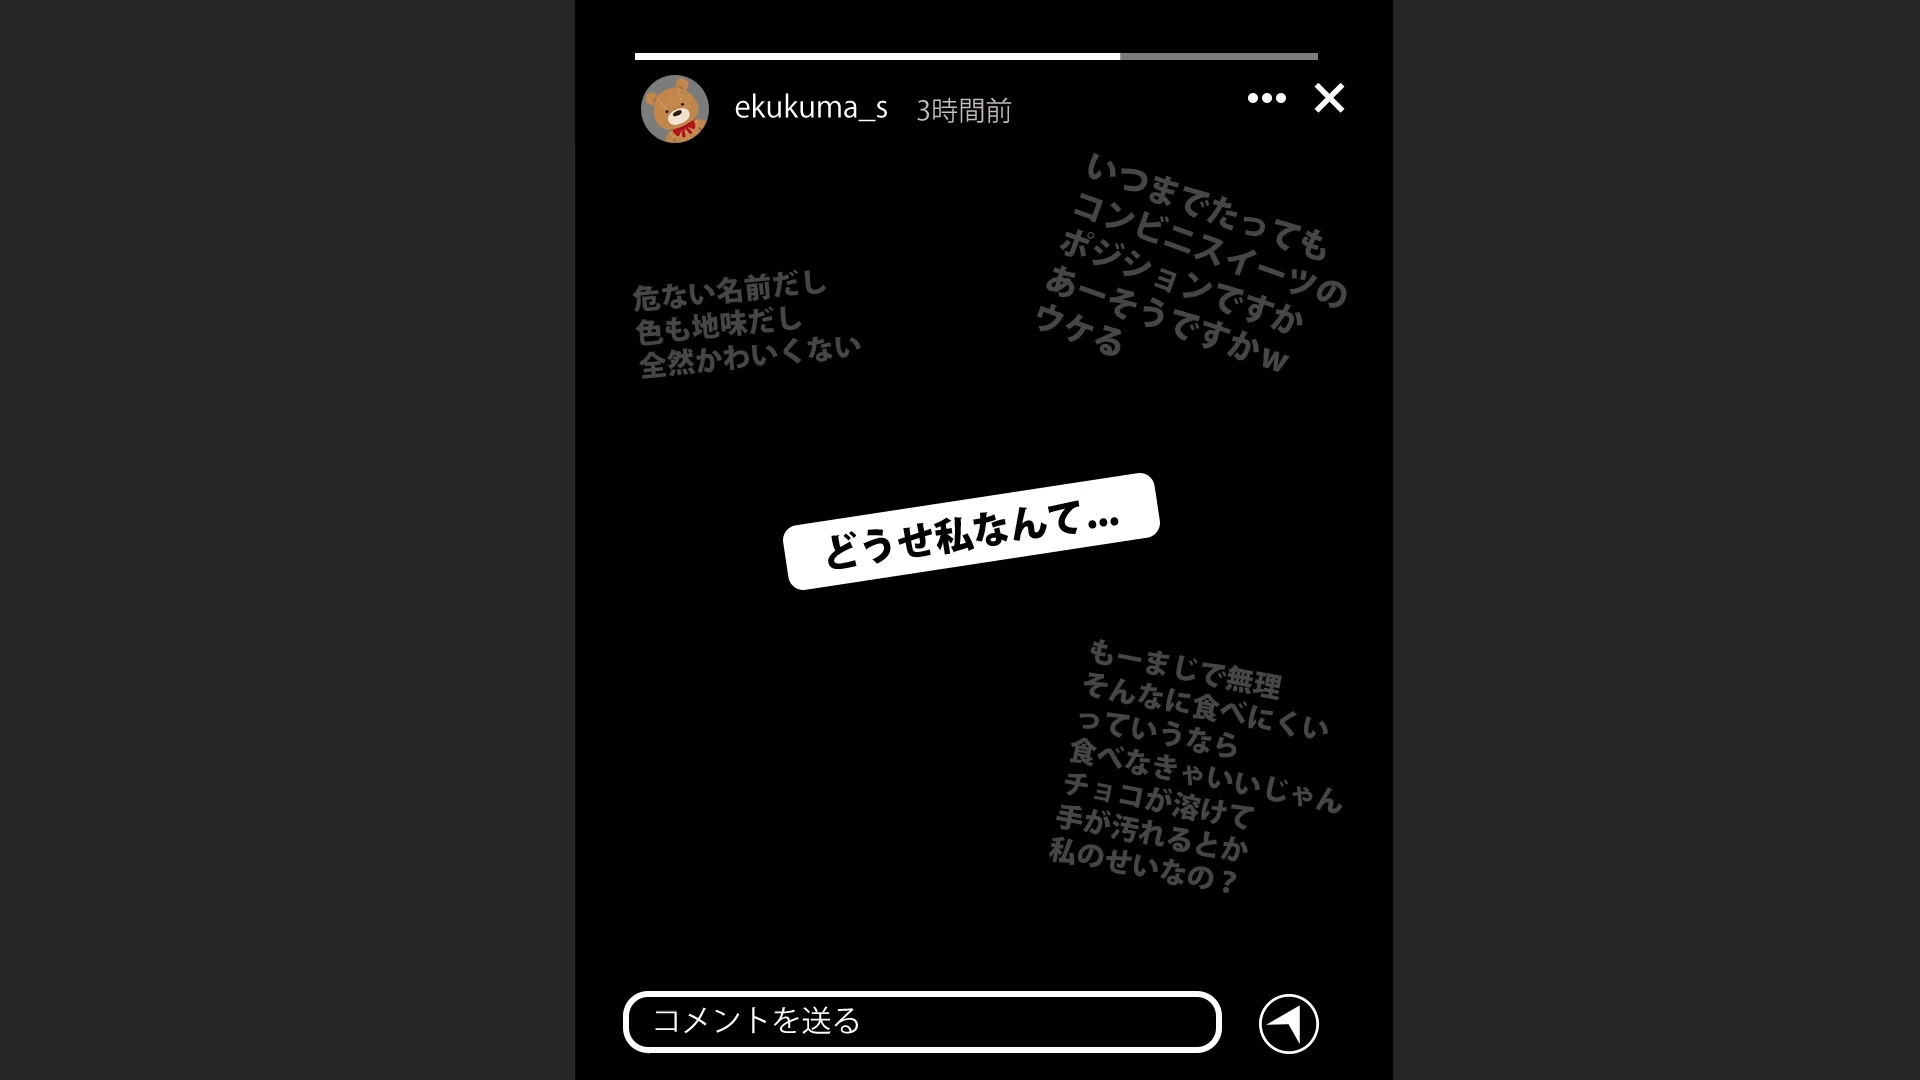 ekukuma_s 3時間前
いつまでたっても
コンビニスイーツの
ポジションですか
あーそうですかw
ウケる
危ない名前だし
色も地味だし
全然かわいくない
どうせ私なんて...
もーまじで無理
そんなに食べにくい
っていうなら
食べなきゃいいじゃん
チョコが溶けて
手が汚れるとか
私のせいなの？
コメントを送る